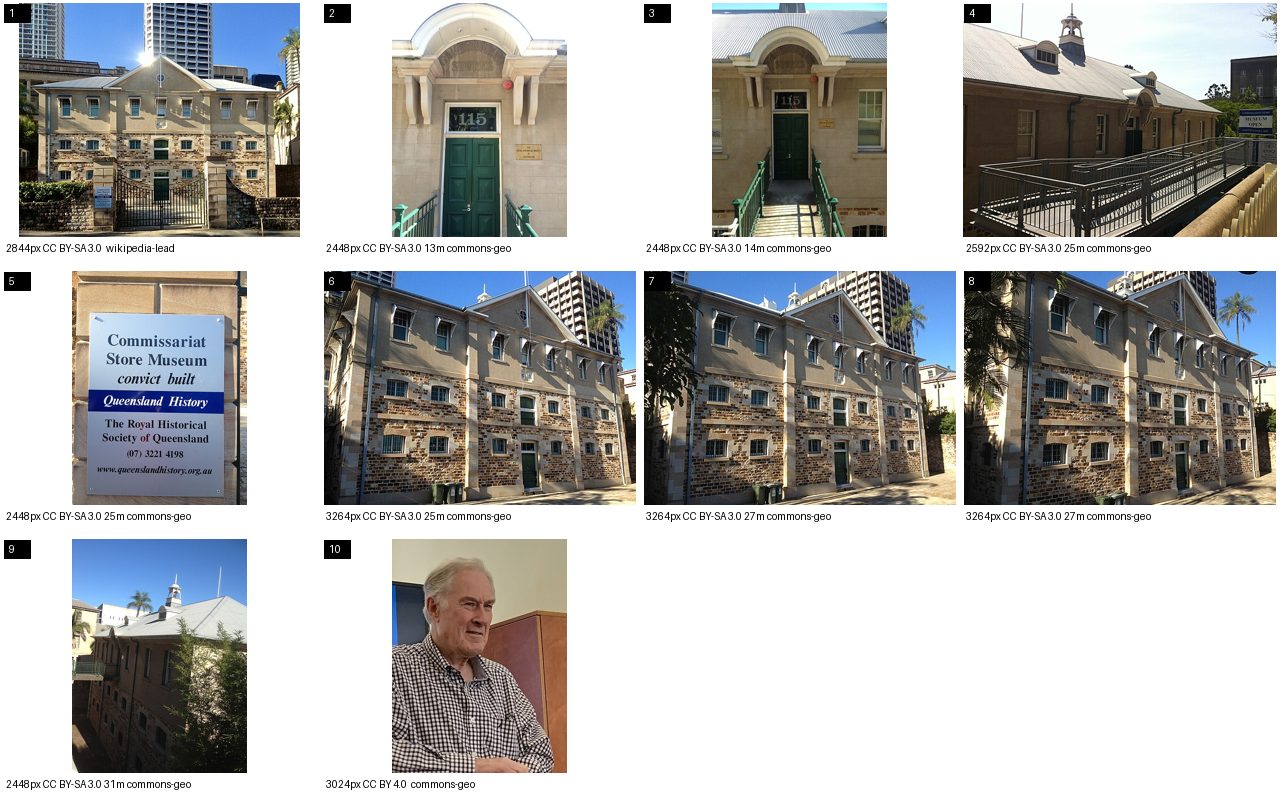 1
2
3
4
115
115
MUSEUM
OPEN
2844px CC BY-SA 3.0 wikipedia-lead
2448px CC BY-SA 3.0 13m commons-geo
2448px CC BY-SA 3.0 14m commons-geo
2592px CC BY-SA 3.0 25m commons-geo
5
6
7
8
Commissariat
Store Museum
convict built
Queensland History
The Royal Historical
Society of Queensland
(07) 3221 4198
www.queenslandhistory.org.au
2448px CC BY-SA 3.0 25m commons-geo
3264px CC BY-SA 3.0 25m commons-geo
3264px CC BY-SA 3.0 27m commons-geo
3264px CC BY-SA 3.0 27m commons-geo
9
10
2448px CC BY-SA 3.0 31m commons-geo
3024px CC BY 4.0 commons-geo